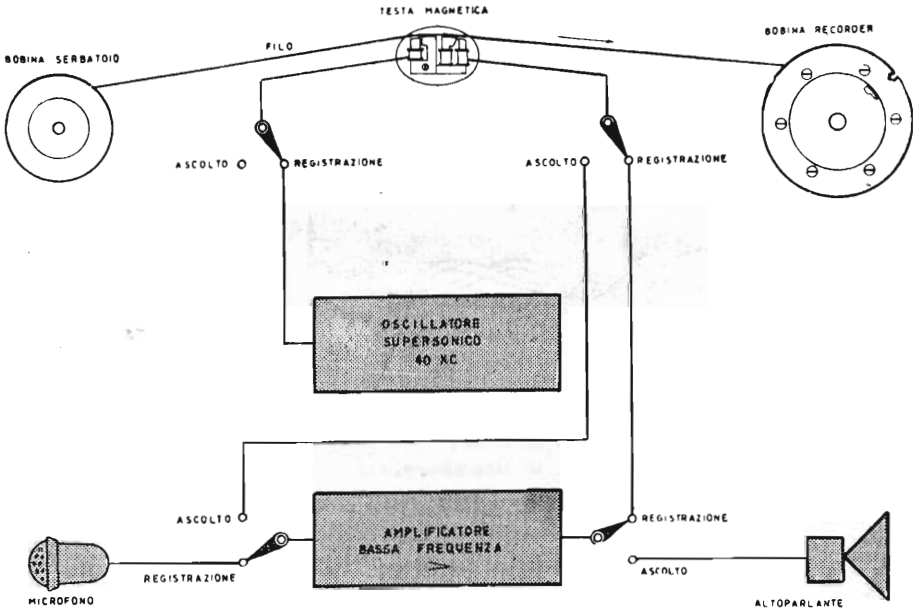 TESTA MAGNETICA
BOBINA SERBATOIO
FILO
BOBINA RECORDER
ASCOLTO
REGISTRAZIONE
ASCOLTO
REGISTRAZIONE
OSCILLATORE
SUPERSONICO
40 KC
ASCOLTO
REGISTRAZIONE
AMPLIFICATORE
BASSA FREQUENZA
>
REGISTRAZIONE
ASCOLTO
MICROFONO
ALTOPARLANTE